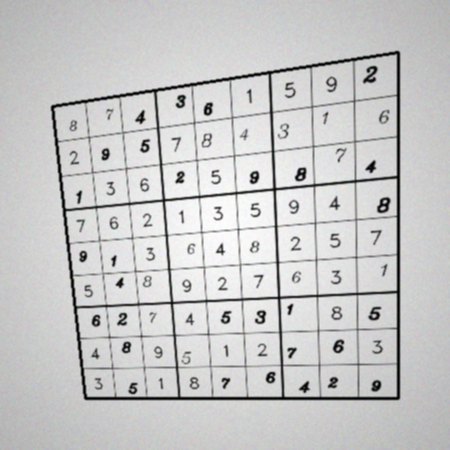 8 7 4 3 6 1 5 9 2
2 9 5 7 8 4 3 1 6
1 3 6 2 5 9 8 7 4
7 6 2 1 3 5 9 4 8
9 1 3 6 4 8 2 5 7
5 4 8 9 2 7 6 3 1
6 2 7 4 5 3 1 8 5
4 8 9 5 1 2 7 6 3
3 5 1 8 7 6 4 2 9